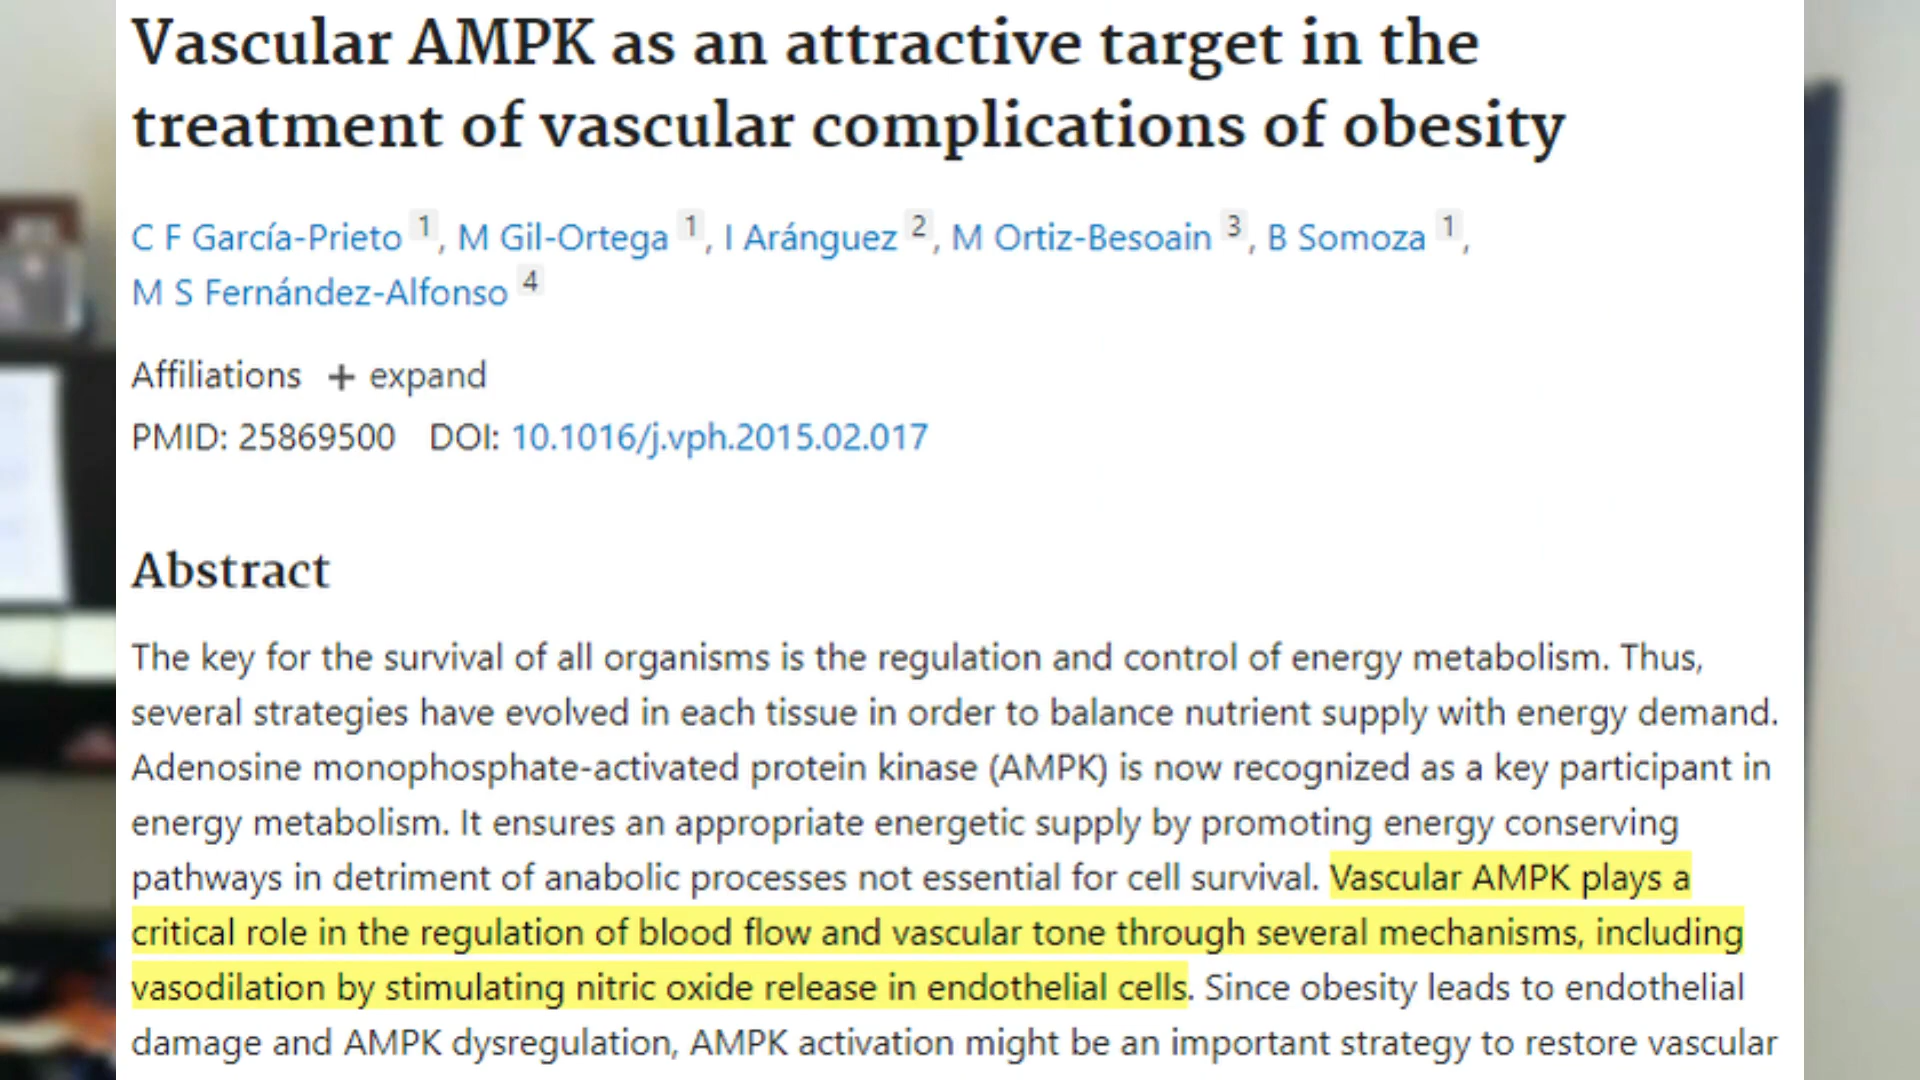 Vascular AMPK as an attractive target in the
treatment of vascular complications of obesity
C F García-Prieto 1, M Gil-Ortega 1, I Aránguez 2, M Ortiz-Besoain 3, B Somoza 1,
M S Fernández-Alfonso 4
Affiliations + expand
PMID: 25869500 DOI: 10.1016/j.vph.2015.02.017
Abstract
The key for the survival of all organisms is the regulation and control of energy metabolism. Thus,
several strategies have evolved in each tissue in order to balance nutrient supply with energy demand.
Adenosine monophosphate-activated protein kinase (AMPK) is now recognized as a key participant in
energy metabolism. It ensures an appropriate energetic supply by promoting energy conserving
pathways in detriment of anabolic processes not essential for cell survival. Vascular AMPK plays a
critical role in the regulation of blood flow and vascular tone through several mechanisms, including
vasodilation by stimulating nitric oxide release in endothelial cells. Since obesity leads to endothelial
damage and AMPK dysregulation, AMPK activation might be an important strategy to restore vascular